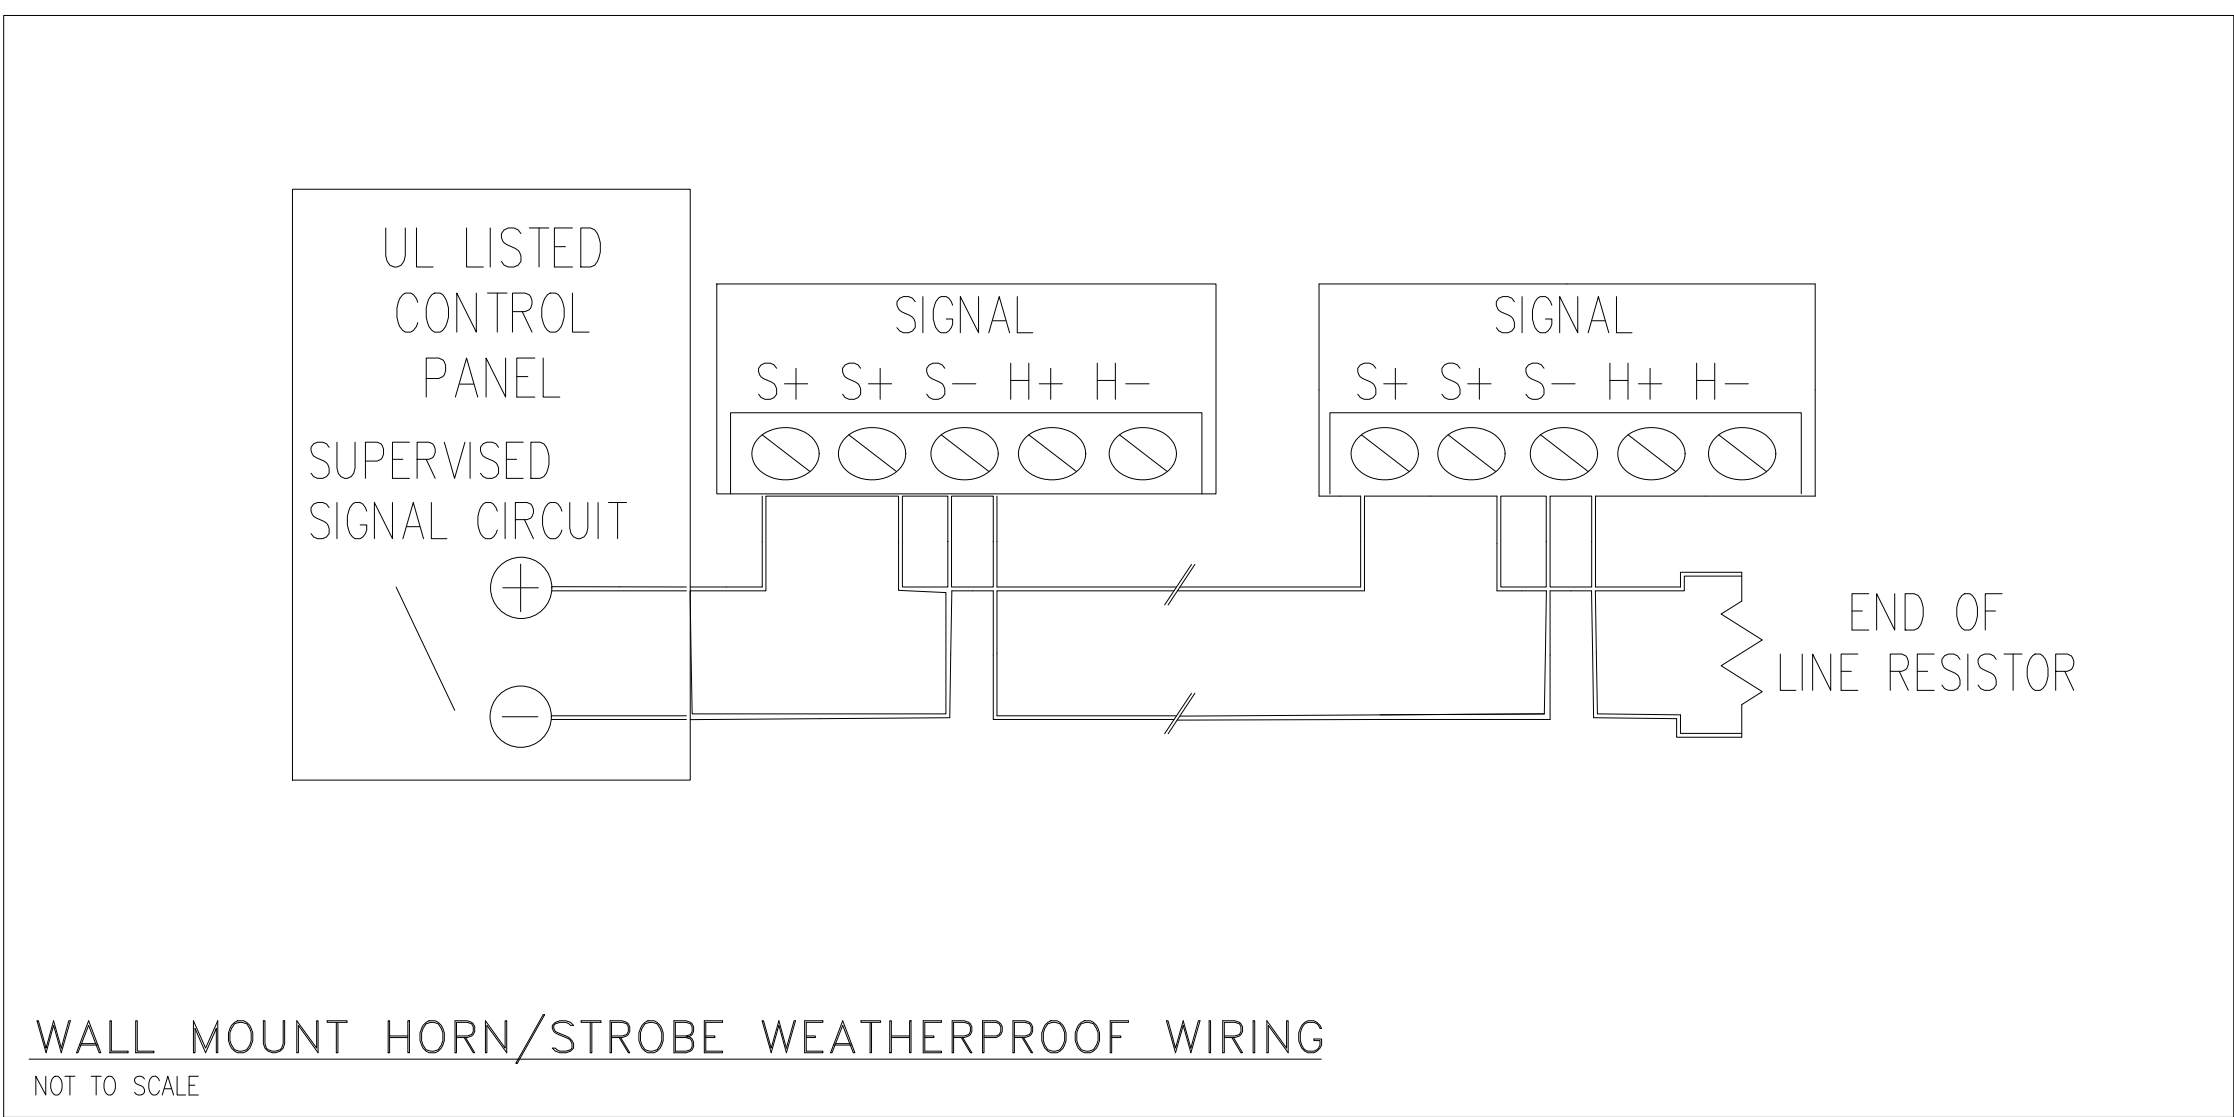 UL LISTED
CONTROL
PANEL
SUPERVISED
SIGNAL CIRCUIT
+
−
SIGNAL
S+ S+ S− H+ H−
SIGNAL
S+ S+ S− H+ H−
END OF
LINE RESISTOR
WALL MOUNT HORN/STROBE WEATHERPROOF WIRING
NOT TO SCALE